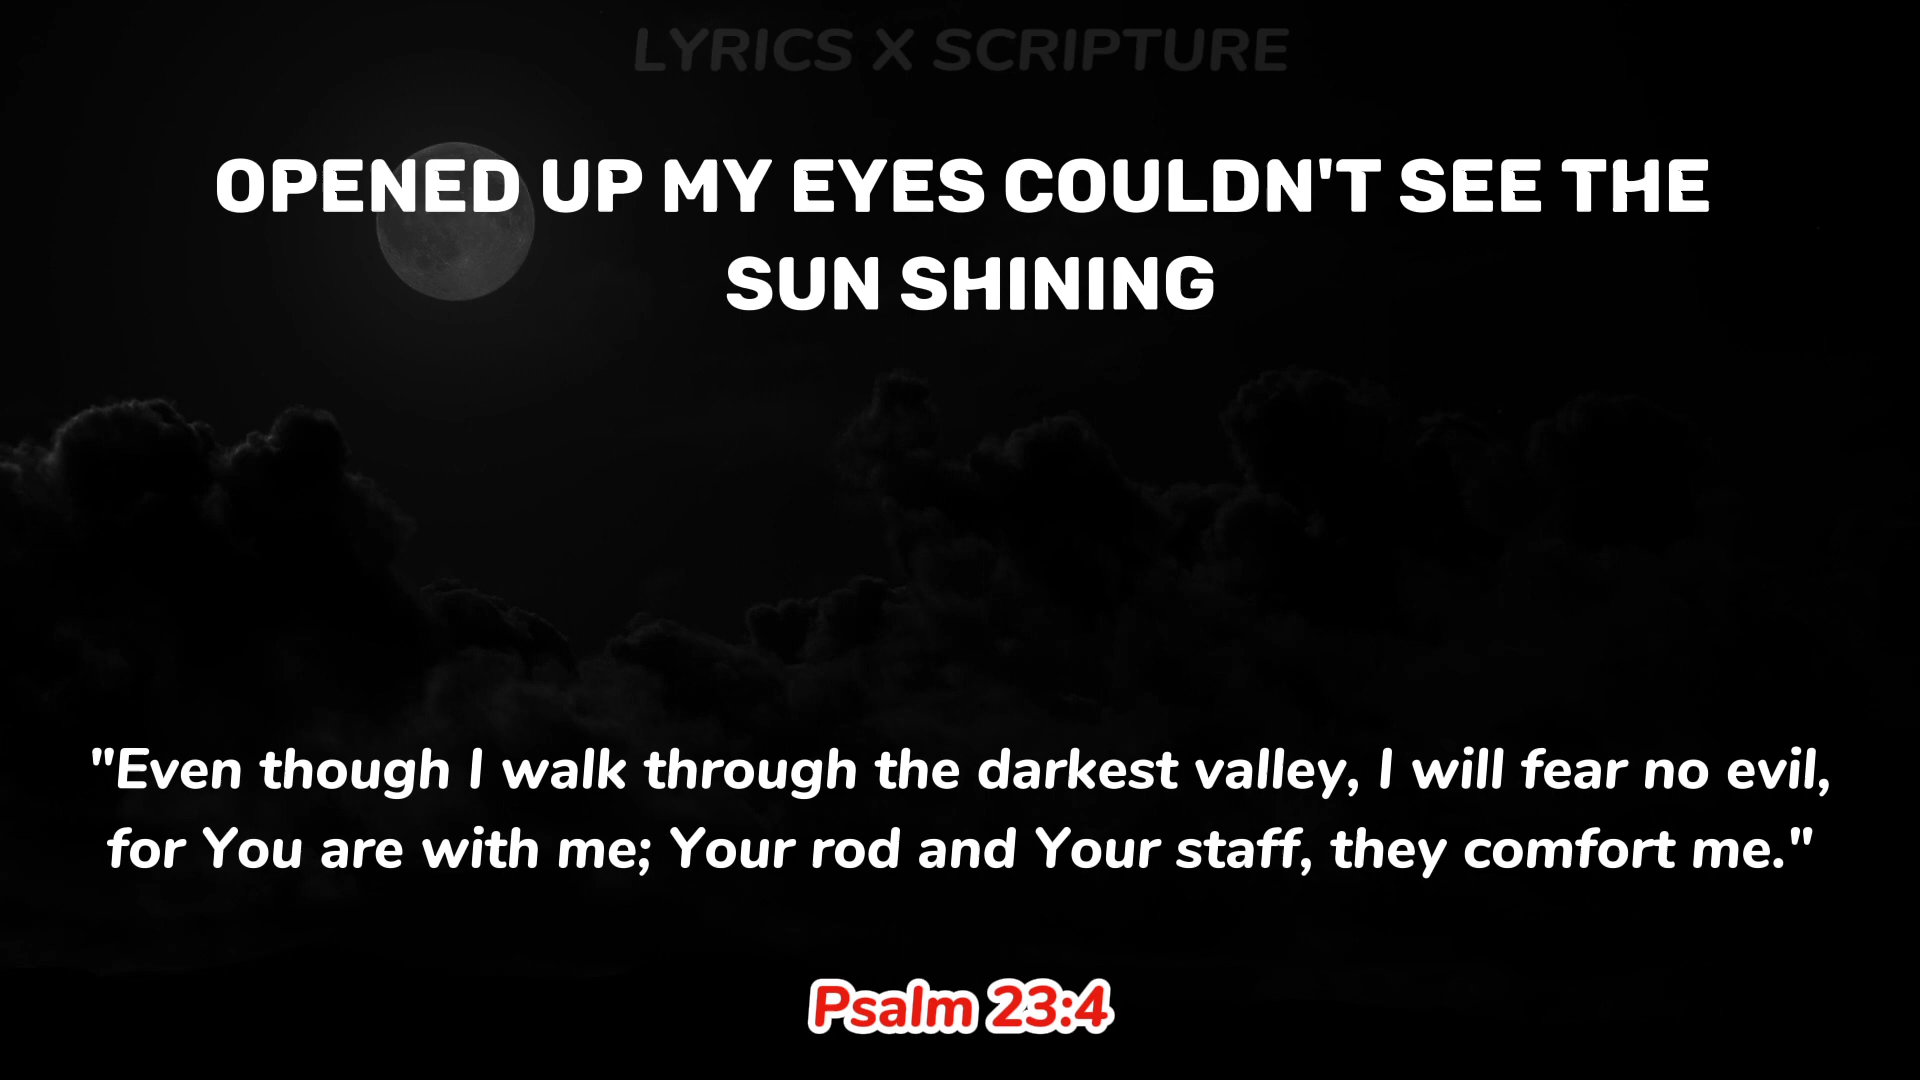 LYRICS X SCRIPTURE
OPENED UP MY EYES COULDN'T SEE THE
SUN SHINING
"Even though I walk through the darkest valley, I will fear no evil,
for You are with me; Your rod and Your staff, they comfort me."
Psalm 23:4